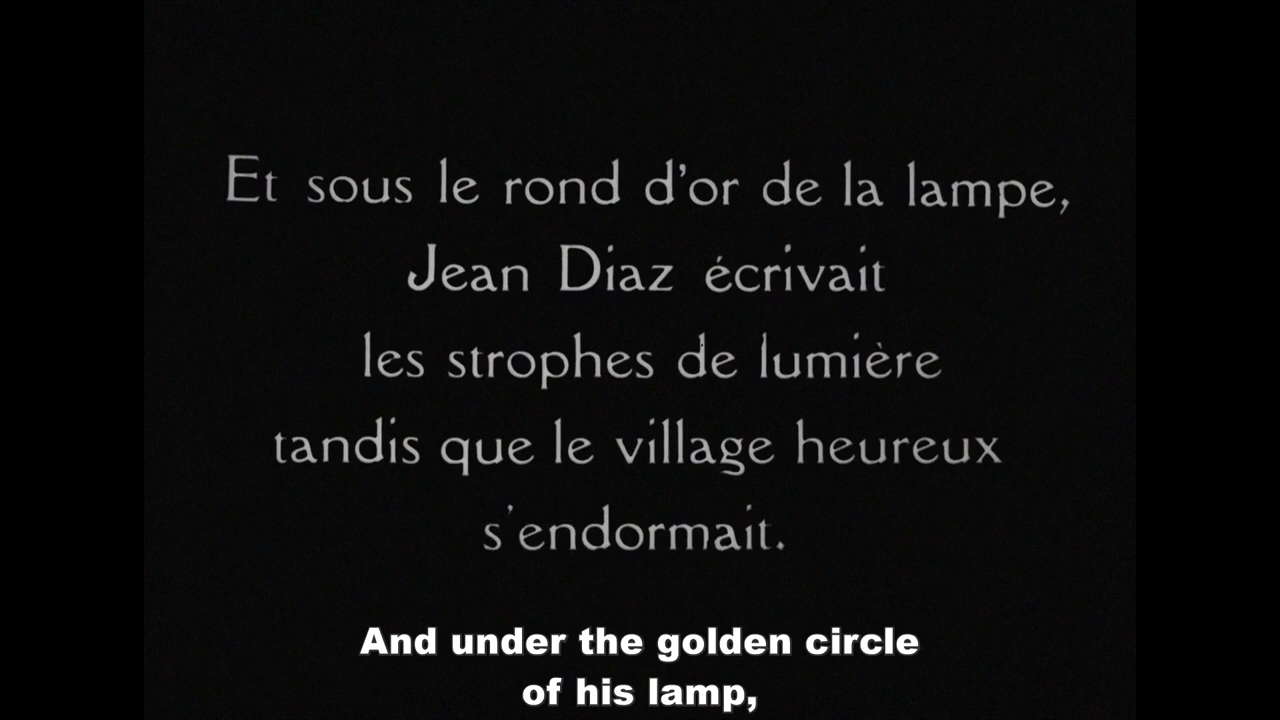 Et sous le rond d'or de la lampe,
Jean Diaz écrivait
les strophes de lumière
tandis que le village heureux
s'endormait.
And under the golden circle
of his lamp,